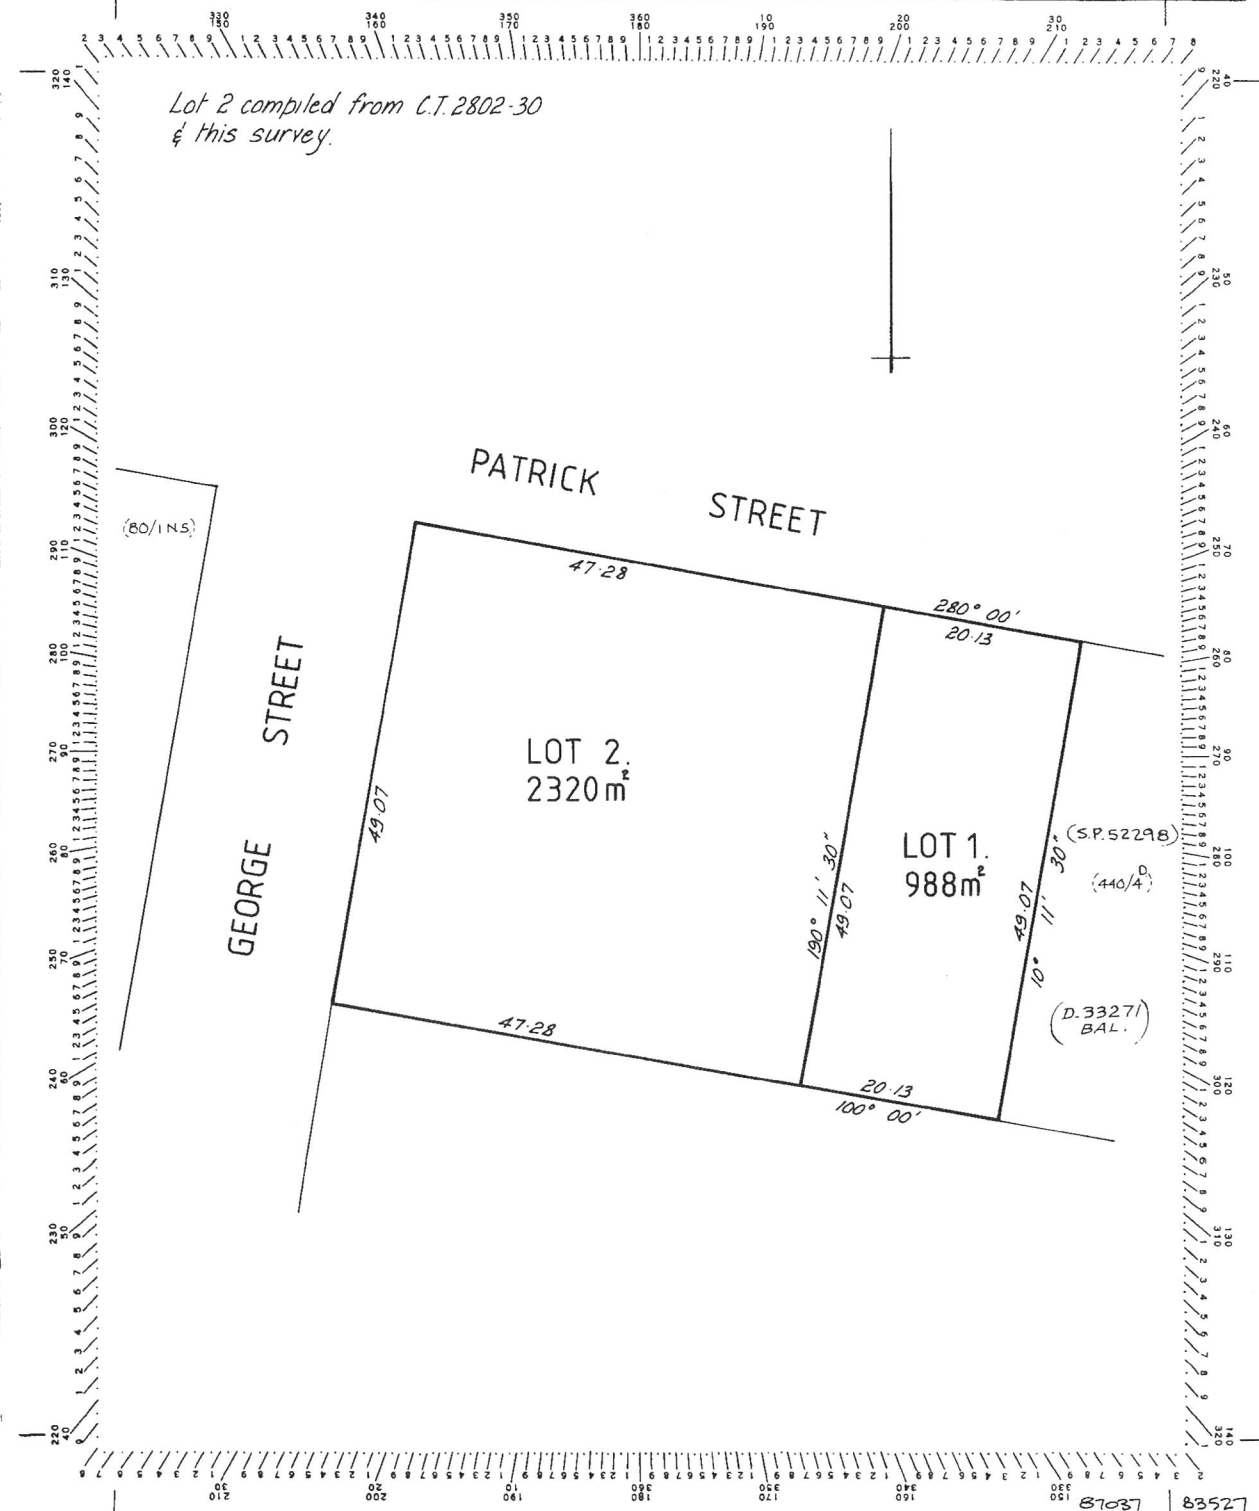 Lot 2 compiled from C.T. 2802-30
& this survey.
PATRICK STREET
(80/1 N.S)
47·28
280° 00'
20·13
GEORGE STREET
49·07
LOT 2.
2320m²
190° 11' 30"
49·07
LOT 1.
988m²
10° 11' 30"
49·07
(S.P. 52298)
(440/4 D)
(D.33271
BAL.)
47·28
20·13
100° 00'
87037
83527